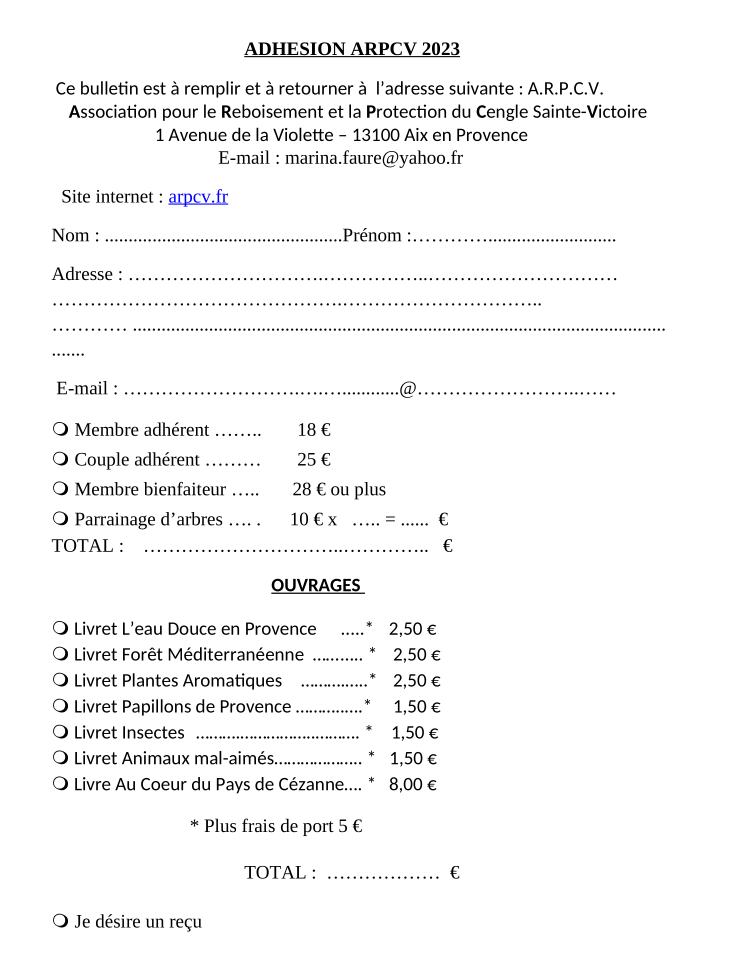 ADHESION ARPCV 2023
Ce bulletin est à remplir et à retourner à l’adresse suivante : A.R.P.C.V.
Association pour le Reboisement et la Protection du Cengle Sainte-Victoire
1 Avenue de la Violette – 13100 Aix en Provence
E-mail : marina.faure@yahoo.fr
Site internet : arpcv.fr
Nom : ..................................................Prénom :…………...........................
Adresse : ……………………….………………..………………………
……………………………………….…………………………..
………… ................................................................................................................
.......
E-mail : ……………………….….…............@……………………..……
❍ Membre adhérent …….. 18 €
❍ Couple adhérent ……… 25 €
❍ Membre bienfaiteur ….. 28 € ou plus
❍ Parrainage d’arbres …. . 10 € x ….. = ...... €
TOTAL : …………………………..………….. €
OUVRAGES
❍ Livret L’eau Douce en Provence .....* 2,50 €
❍ Livret Forêt Méditerranéenne ….….... * 2,50 €
❍ Livret Plantes Aromatiques ……….…..* 2,50 €
❍ Livret Papillons de Provence ……….…..* 1,50 €
❍ Livret Insectes ……………………………… * 1,50 €
❍ Livret Animaux mal-aimés………………. * 1,50 €
❍ Livre Au Coeur du Pays de Cézanne…. * 8,00 €
* Plus frais de port 5 €
TOTAL : ……………… €
❍ Je désire un reçu